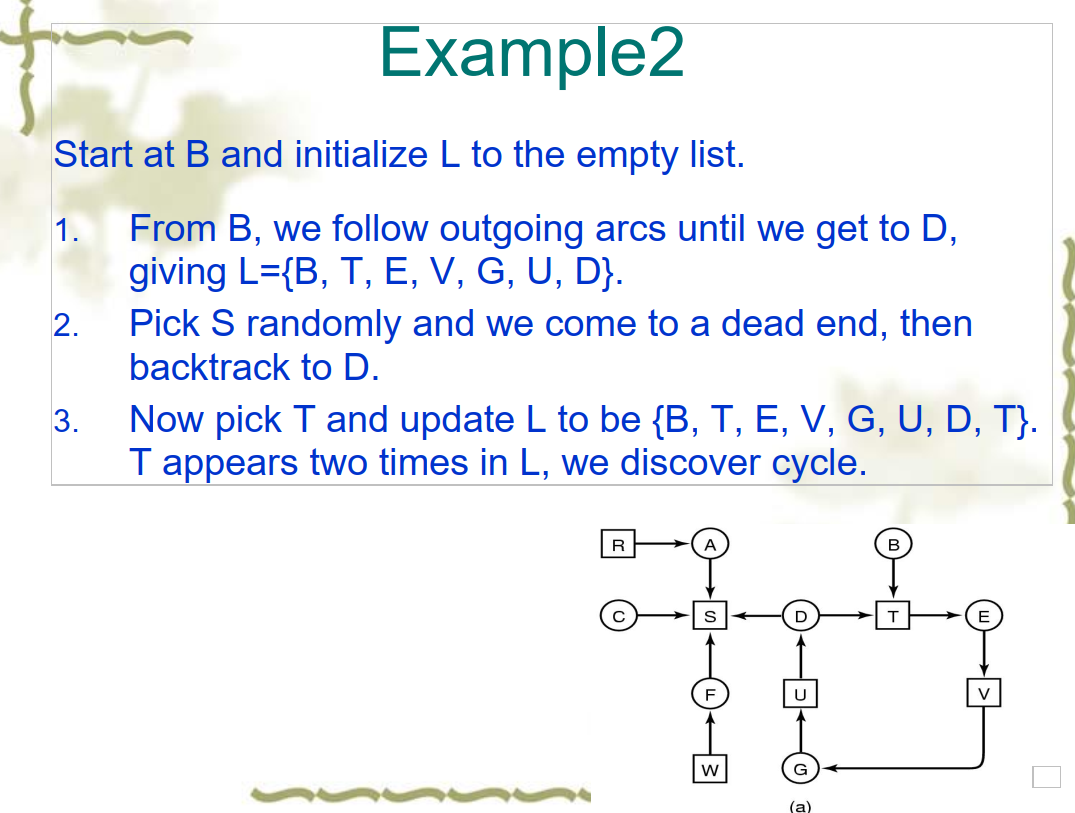 Example2
Start at B and initialize L to the empty list.
1. From B, we follow outgoing arcs until we get to D,
giving L={B, T, E, V, G, U, D}.
2. Pick S randomly and we come to a dead end, then
backtrack to D.
3. Now pick T and update L to be {B, T, E, V, G, U, D, T}.
T appears two times in L, we discover cycle.
R A B
C S D T E
F U V
W G
(a)